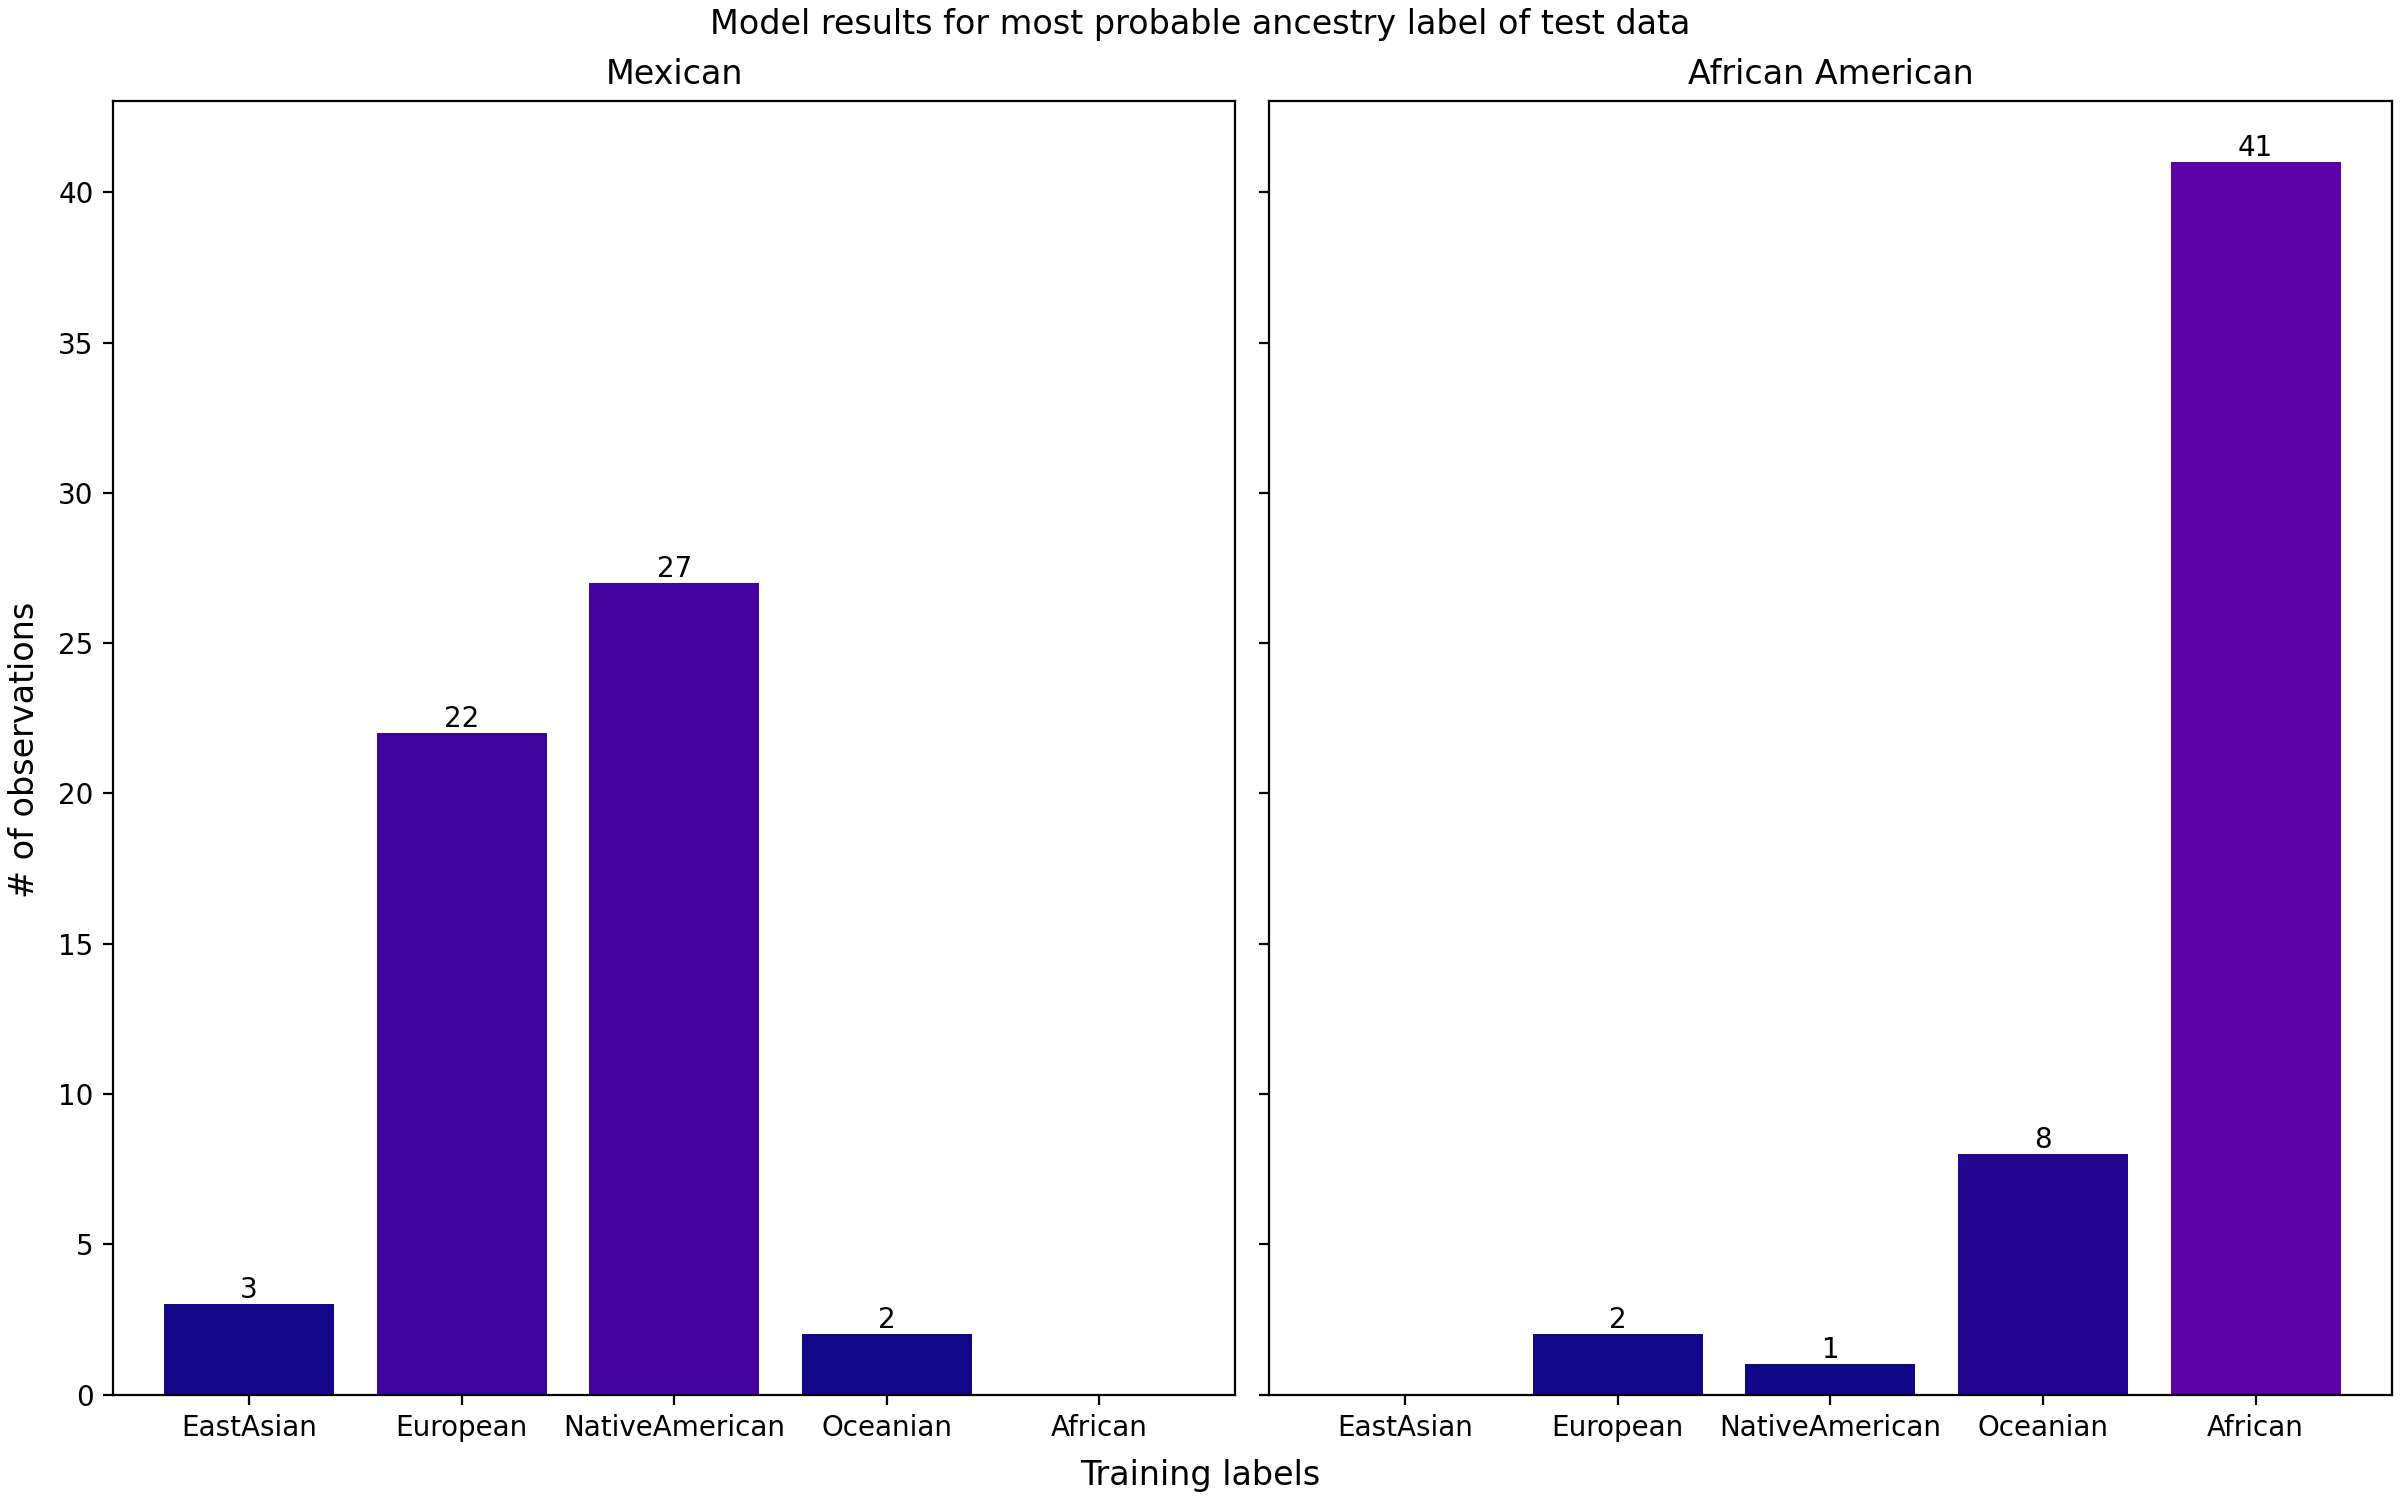 Model results for most probable ancestry label of test data
Mexican
African American
# of observations
40
35
30
25
20
15
10
5
0
3
22
27
2
2
1
8
41
EastAsian European NativeAmerican Oceanian African
EastAsian European NativeAmerican Oceanian African
Training labels